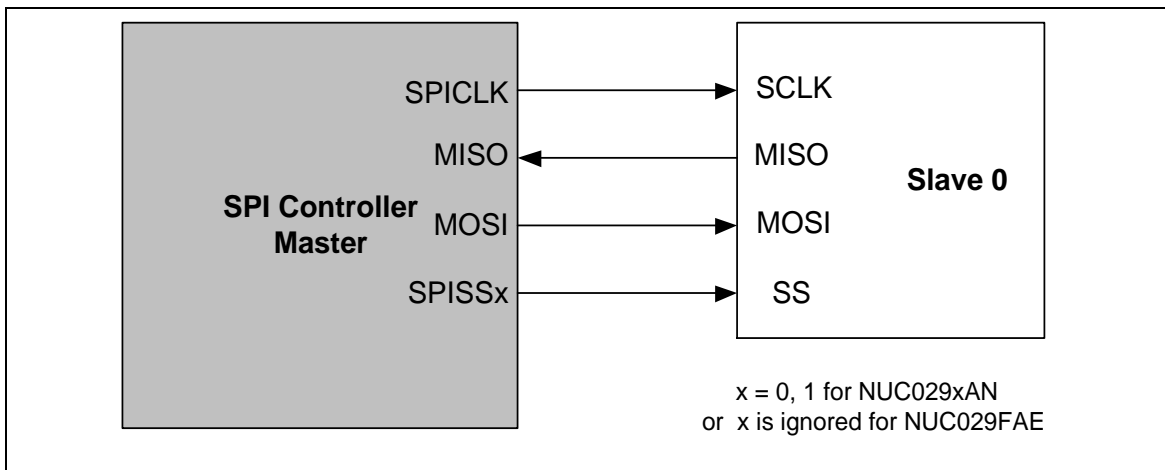 SPI Controller
Master
SPICLK
MISO
MOSI
SPISSx
SCLK
MISO
MOSI
SS
Slave 0
x = 0, 1 for NUC029xAN
or x is ignored for NUC029FAE